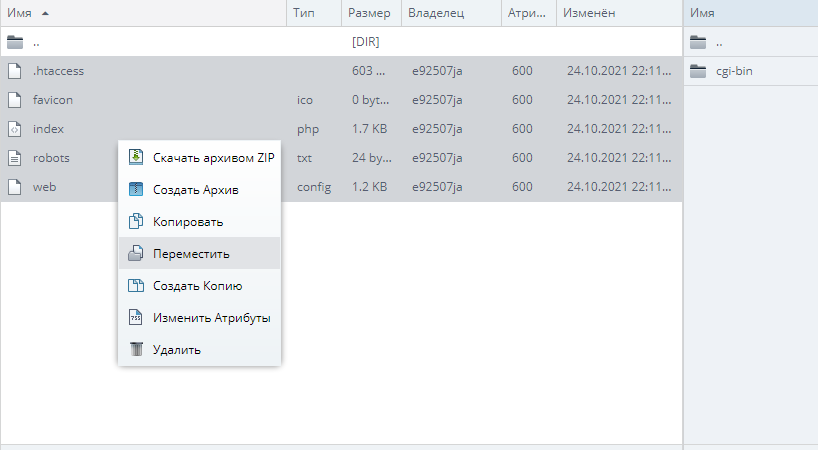 Имя Тип Размер Владелец Атри... Изменён Имя
.. [DIR] ..
.htaccess 603 ... e92507ja 600 24.10.2021 22:11... cgi-bin
favicon ico 0 byt... e92507ja 600 24.10.2021 22:11...
index php 1.7 KB e92507ja 600 24.10.2021 22:11...
robots txt 24 by... e92507ja 600 24.10.2021 22:11...
web config 1.2 KB e92507ja 600 24.10.2021 22:11...
Скачать архивом ZIP
Создать Архив
Копировать
Переместить
Создать Копию
755 Изменить Атрибуты
Удалить